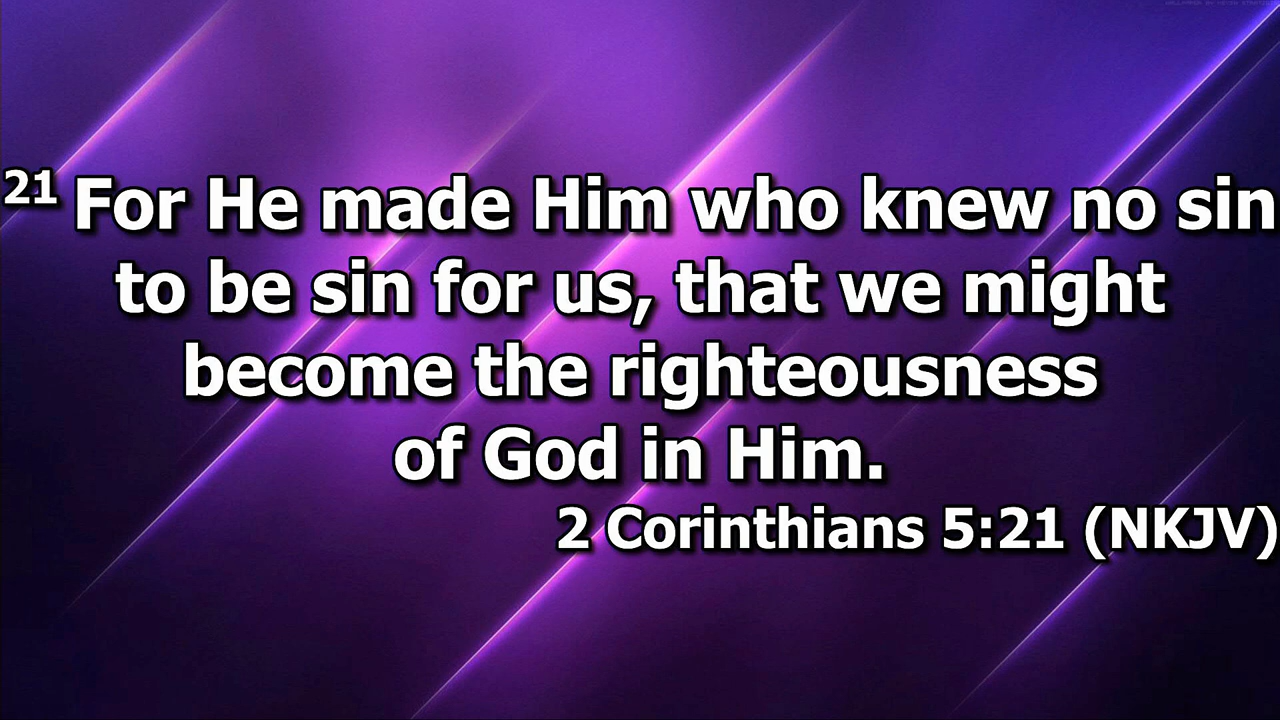 21 For He made Him who knew no sin
to be sin for us, that we might
become the righteousness
of God in Him.
2 Corinthians 5:21 (NKJV)